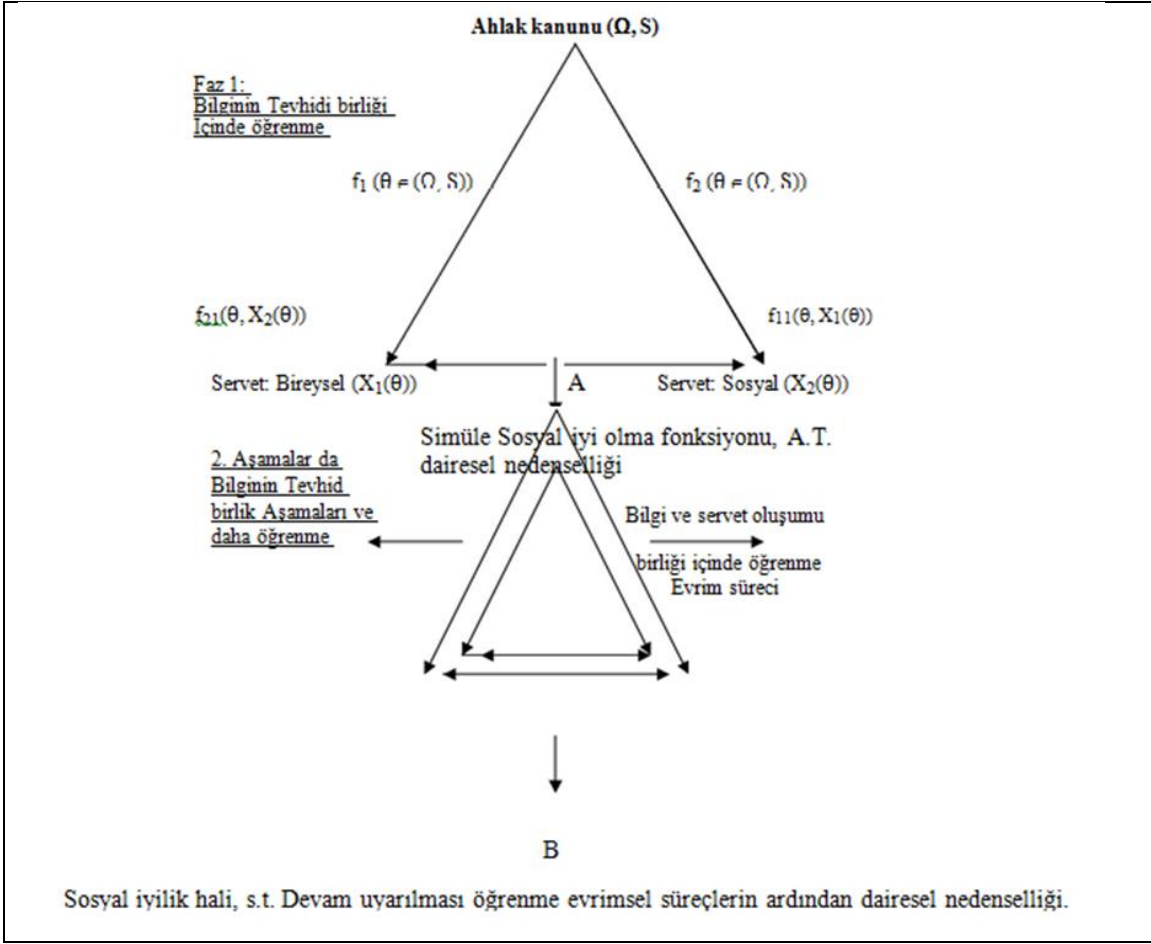 Ahlak kanunu (Ω, S)
Faz 1:
Bilginin Tevhidi birliği
İçinde öğrenme
f₁ (θ = (Ω, S))
f₂ (θ = (Ω, S))
f₂₁(θ, X₂(θ))
f₁₁(θ, X₁(θ))
Servet: Bireysel (X₁(θ))
A
Servet: Sosyal (X₂(θ))
Simüle Sosyal iyi olma fonksiyonu, A.T.
dairesel nedenselliği
2. Aşamalar da
Bilginin Tevhid
birlik Aşamaları ve
daha öğrenme
Bilgi ve servet oluşumu
birliği içinde öğrenme
Evrim süreci
B
Sosyal iyilik hali, s.t. Devam uyarılması öğrenme evrimsel süreçlerin ardından dairesel nedenselliği.